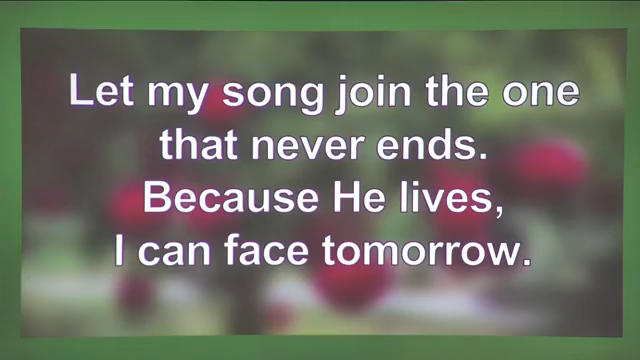 Let my song join the one
that never ends.
Because He lives,
I can face tomorrow.